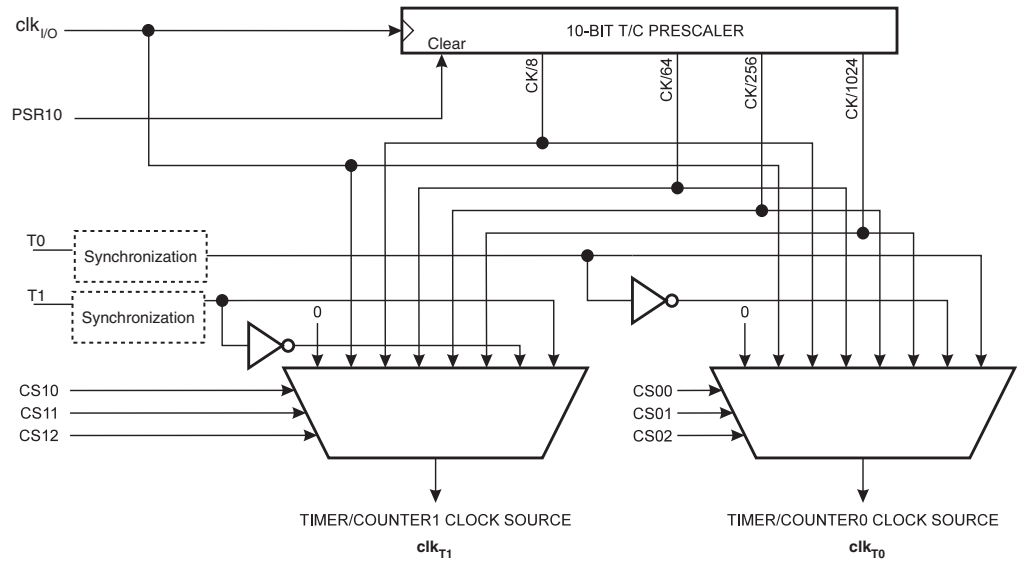 clkI/O
10-BIT T/C PRESCALER
Clear
CK/8
CK/64
CK/256
CK/1024
PSR10
T0
Synchronization
T1
Synchronization
0
0
CS10
CS11
CS12
CS00
CS01
CS02
TIMER/COUNTER1 CLOCK SOURCE
clkT1
TIMER/COUNTER0 CLOCK SOURCE
clkT0